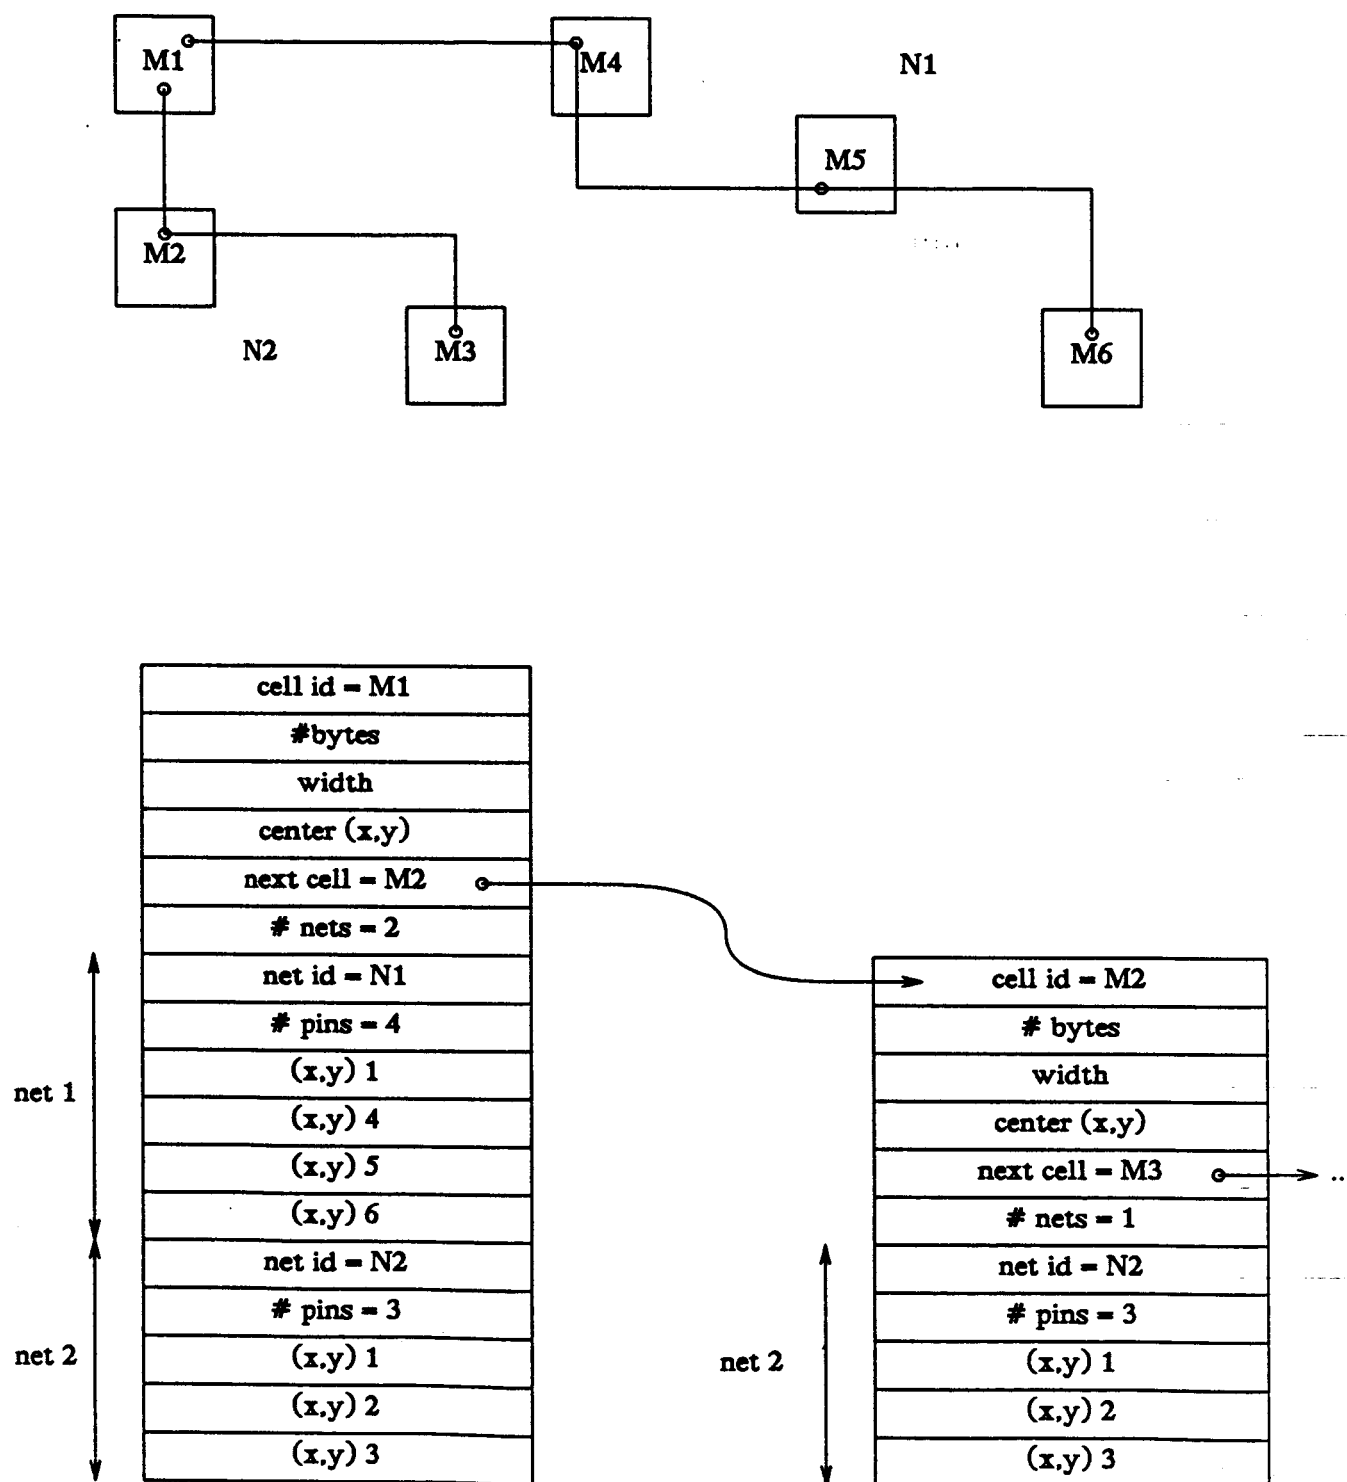 M1
M4
N1
M5
M2
N2
M3
M6
cell id = M1
#bytes
width
center (x,y)
next cell = M2
# nets = 2
net id = N1
# pins = 4
(x,y) 1
(x,y) 4
(x,y) 5
(x,y) 6
net id = N2
# pins = 3
(x,y) 1
(x,y) 2
(x,y) 3
net 1
net 2
cell id = M2
# bytes
width
center (x,y)
next cell = M3
..
# nets = 1
net id = N2
# pins = 3
(x,y) 1
(x,y) 2
(x,y) 3
net 2